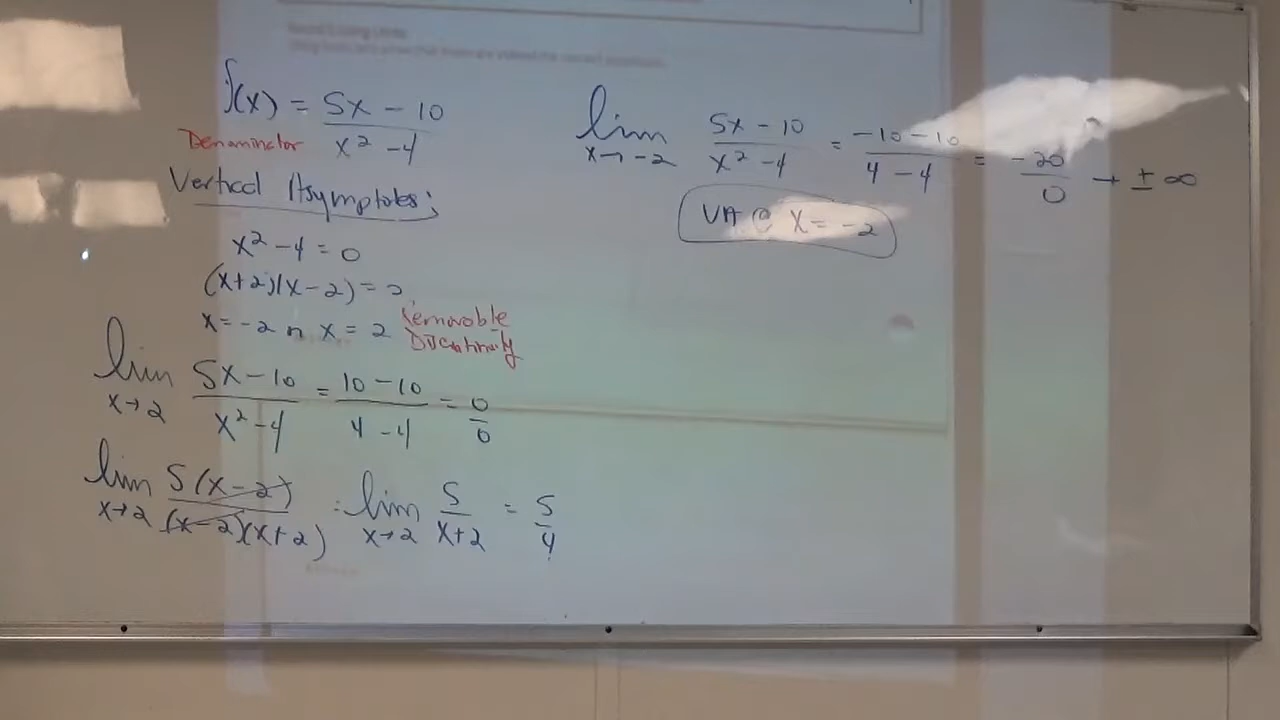 f(x) = 5x - 10 / x² - 4
Denominator
Vertical Asymptotes:
x² - 4 = 0
(x+2)(x-2) = 2
x = -2 n x = 2
Removable
Discontinuity
lim x→2 5x-10 / x²-4 = 10-10 / 4-4 = 0/0
lim x→2 5(x-2) / (x-2)(x+2) = lim x→2 5 / x+2 = 5/4
lim x→-2 5x-10 / x²-4 = -10-10 / 4-4 = -20 / 0 → ±∞
VA @ x = -2